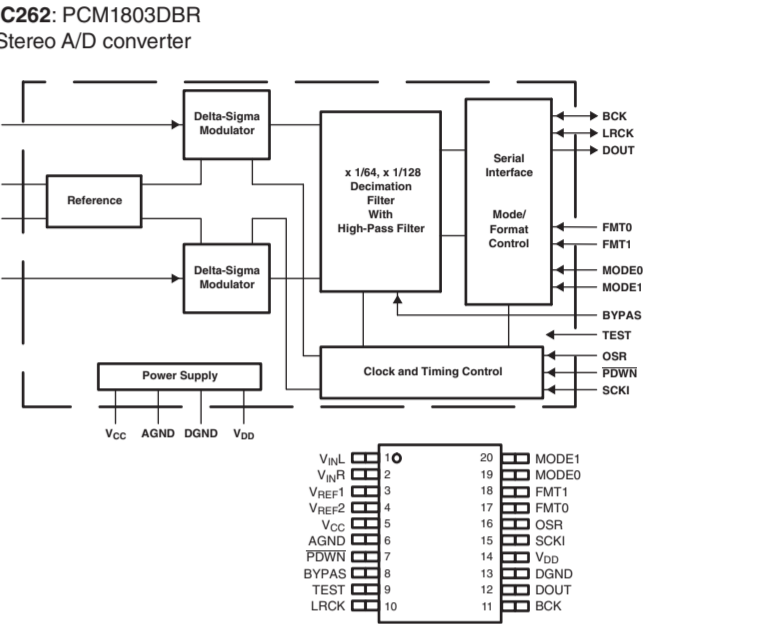 C262: PCM1803DBR
Stereo A/D converter
Delta-Sigma
Modulator
Reference
Delta-Sigma
Modulator
x 1/64, x 1/128
Decimation
Filter
With
High-Pass Filter
Serial
Interface
Mode/
Format
Control
BCK
LRCK
DOUT
FMT0
FMT1
MODE0
MODE1
BYPAS
TEST
OSR
PDWN
SCKI
Clock and Timing Control
Power Supply
VCC AGND DGND VDD
VINL 1 20 MODE1
VINR 2 19 MODE0
VREF1 3 18 FMT1
VREF2 4 17 FMT0
VCC 5 16 OSR
AGND 6 15 SCKI
PDWN 7 14 VDD
BYPAS 8 13 DGND
TEST 9 12 DOUT
LRCK 10 11 BCK